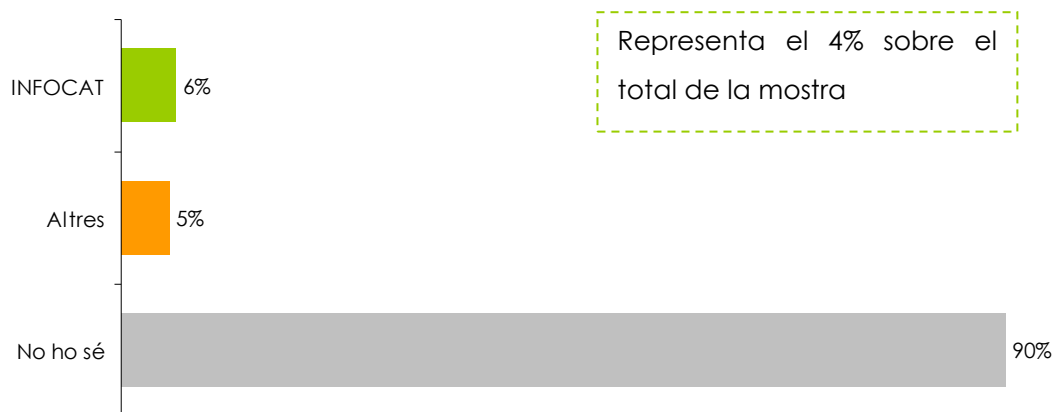 Representa el 4% sobre el
total de la mostra
INFOCAT 6%
Altres 5%
No ho sé 90%